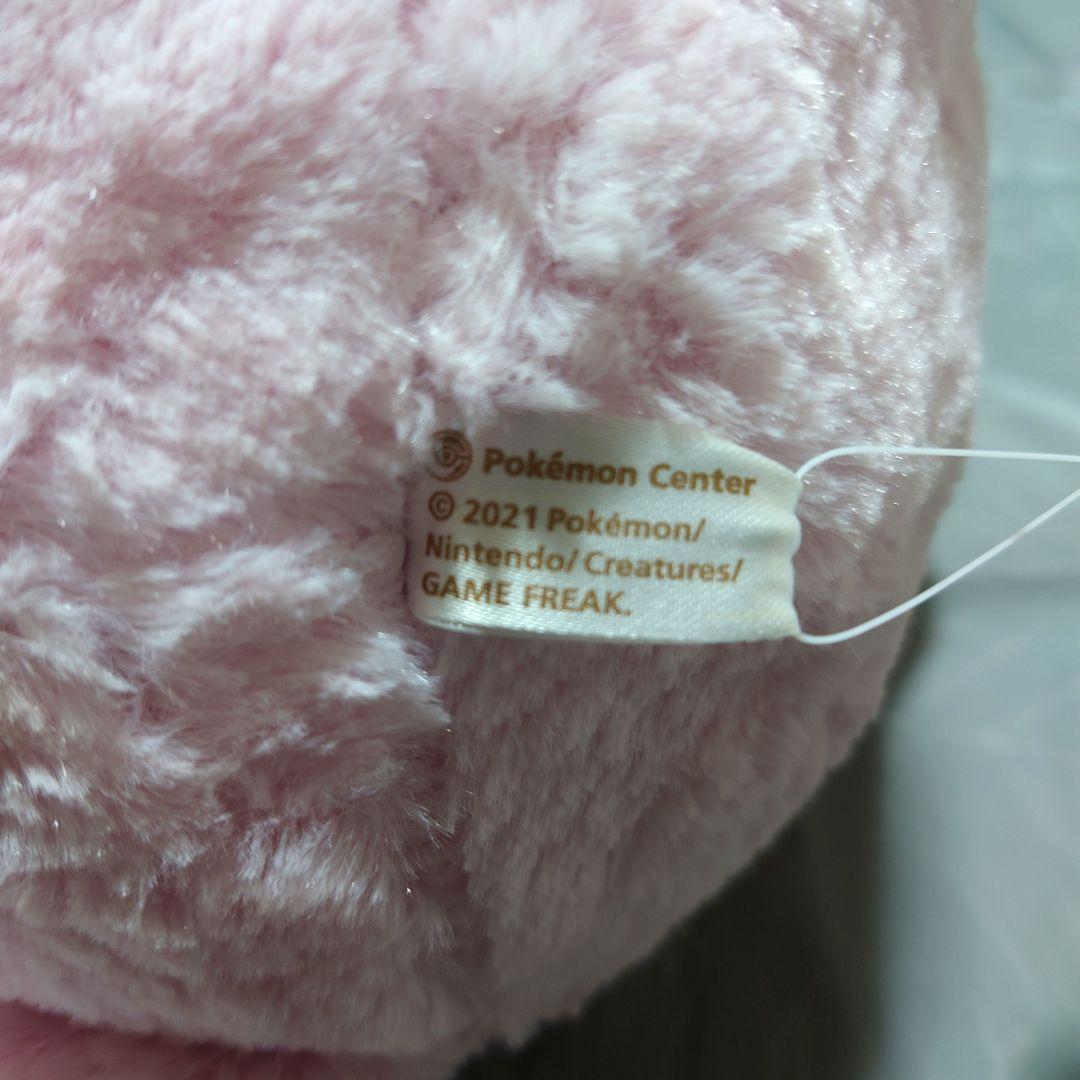 Pokémon Center
© 2021 Pokémon/
Nintendo/Creatures/
GAME FREAK.